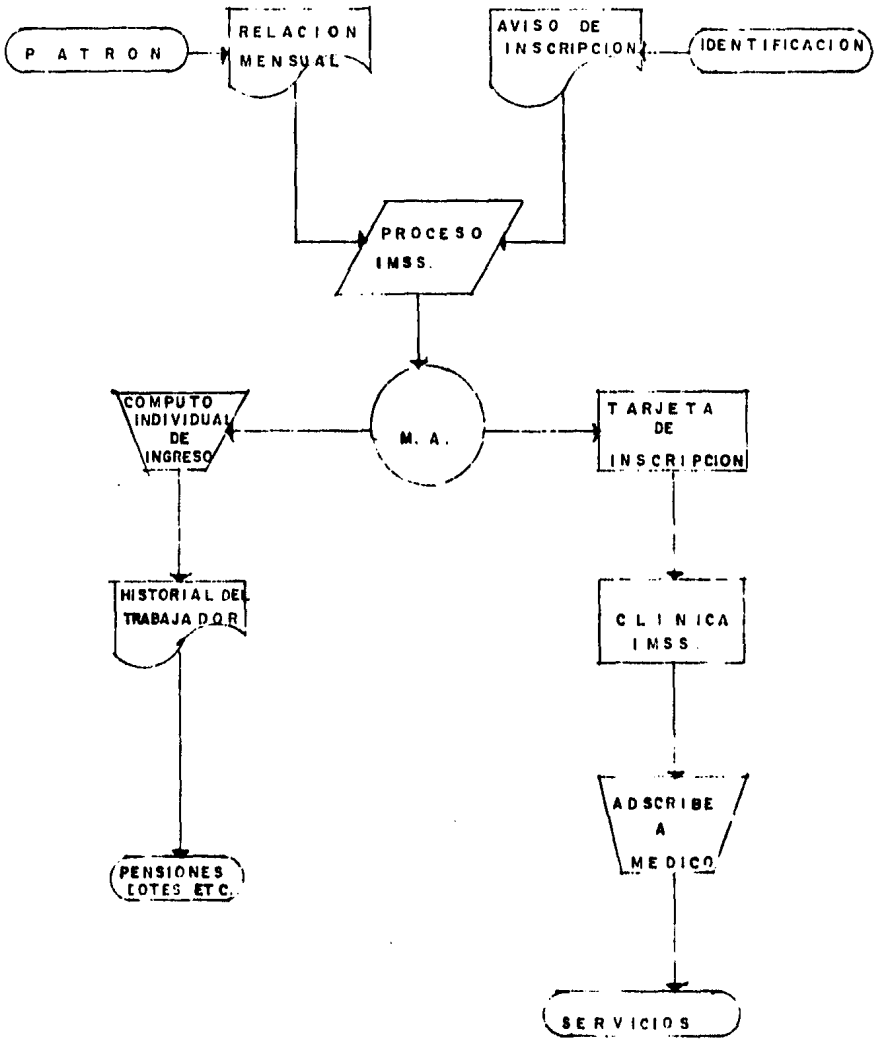 PATRON
RELACION
MENSUAL
AVISO DE
INSCRIPCION
IDENTIFICACION
PROCESO
IMSS.
M. A.
COMPUTO
INDIVIDUAL
DE
INGRESO
TARJETA
DE
INSCRIPCION
HISTORIAL DEL
TRABAJADOR
CLINICA
IMSS.
ADSCRIBE
A
MEDICO
PENSIONES
DOTES ETC.
SERVICIOS